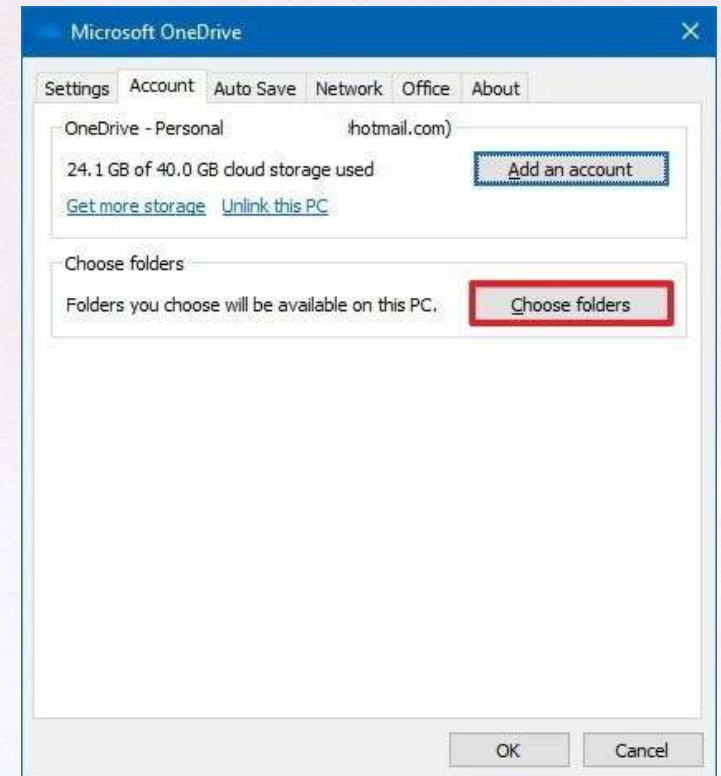 Microsoft OneDrive
Settings Account Auto Save Network Office About
OneDrive - Personal hotmail.com)
24.1 GB of 40.0 GB cloud storage used Add an account
Get more storage Unlink this PC
Choose folders
Folders you choose will be available on this PC. Choose folders
OK Cancel